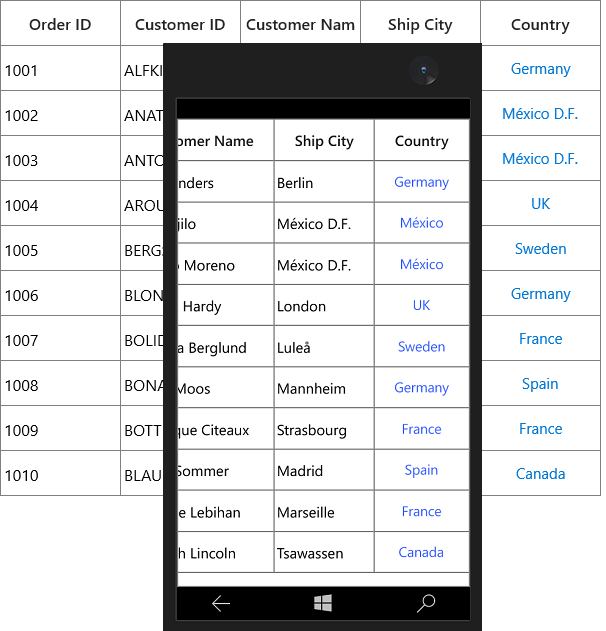 Order ID Customer ID Customer Nam Ship City Country
1001 ALFKI Germany
1002 ANAT México D.F.
1003 ANTO México D.F.
1004 AROU UK
1005 BERG Sweden
1006 BLON Germany
1007 BOLID France
1008 BONA Spain
1009 BOTT France
1010 BLAU Canada
omer Name Ship City Country
nders Berlin Germany
jilo México D.F. México
Moreno México D.F. México
Hardy London UK
a Berglund Luleå Sweden
Moos Mannheim Germany
que Citeaux Strasbourg France
Sommer Madrid Spain
e Lebihan Marseille France
h Lincoln Tsawassen Canada